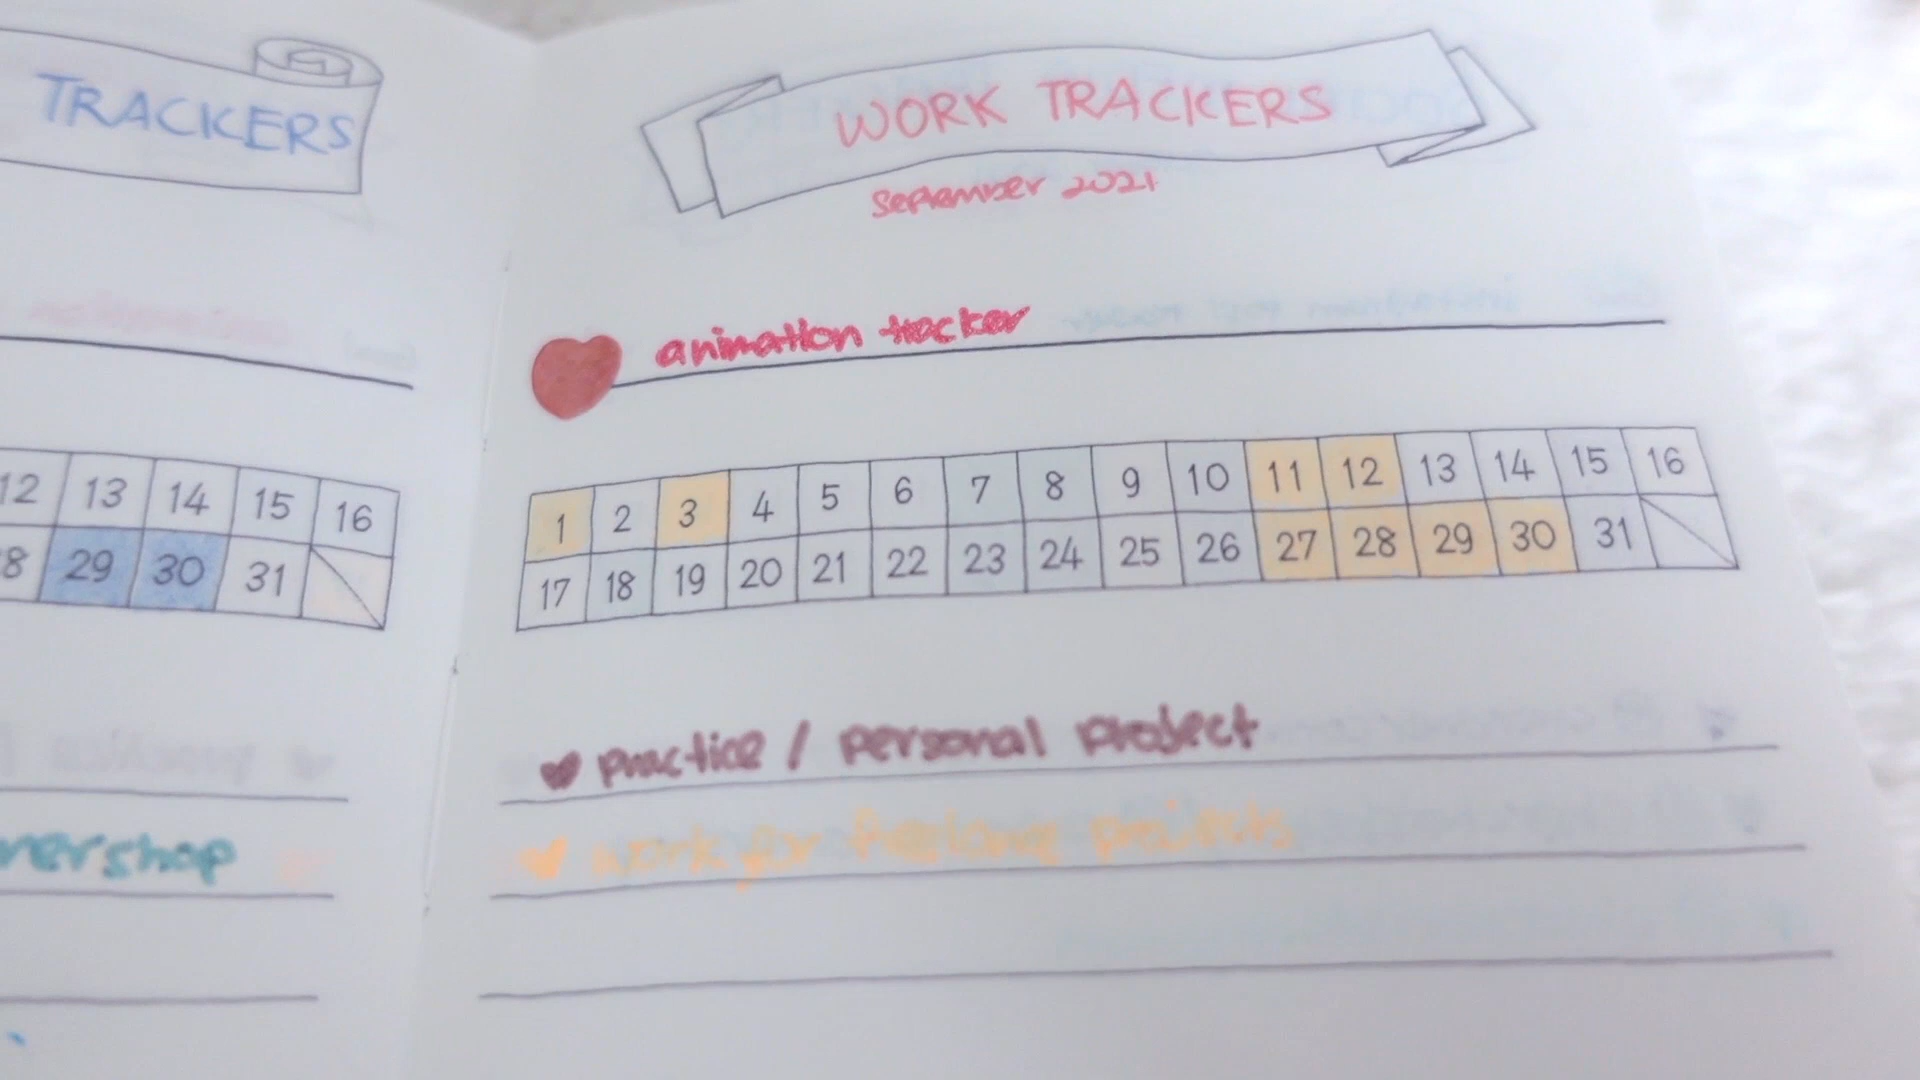 TRACKERS
12 13 14 15 16
8 29 30 31
nershop
WORK TRACKERS
September 2021
animation tracker
1 2 3 4 5 6 7 8 9 10 11 12 13 14 15 16
17 18 19 20 21 22 23 24 25 26 27 28 29 30 31
practice / personal project
work for freelance projects